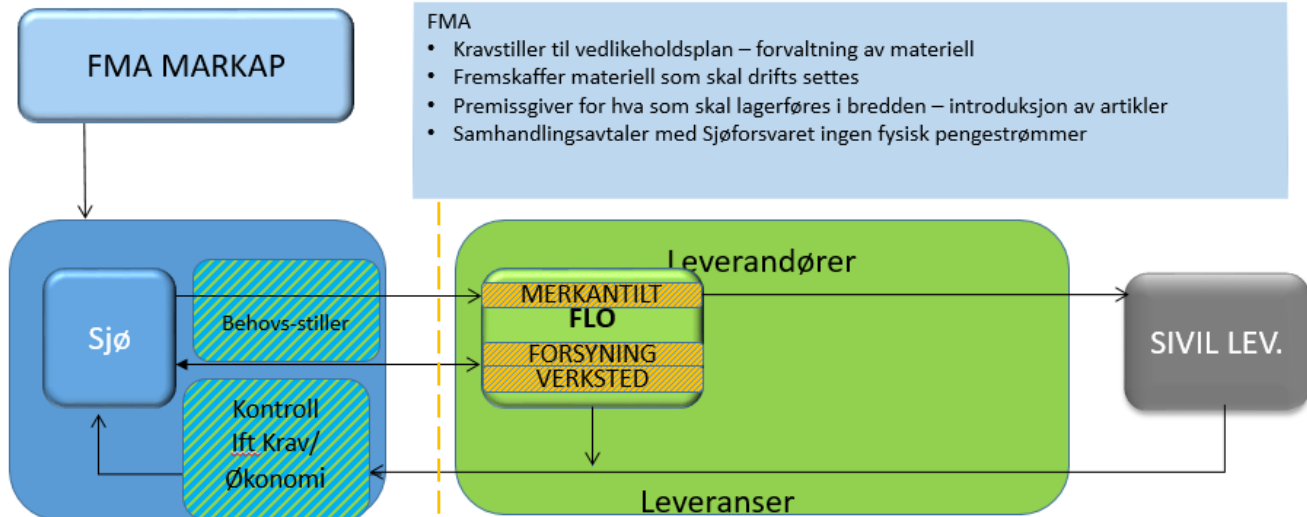 FMA MARKAP
FMA
• Kravstiller til vedlikeholdsplan – forvaltning av materiell
• Fremskaffer materiell som skal drifts settes
• Premissgiver for hva som skal lagerføres i bredden – introduksjon av artikler
• Samhandlingsavtaler med Sjøforsvaret ingen fysisk pengestrømmer
Sjø
Behovs-stiller
Kontroll
Ift Krav/
Økonomi
Leverandører
MERKANTILT
FLO
FORSYNING
VERKSTED
Leveranser
SIVIL LEV.